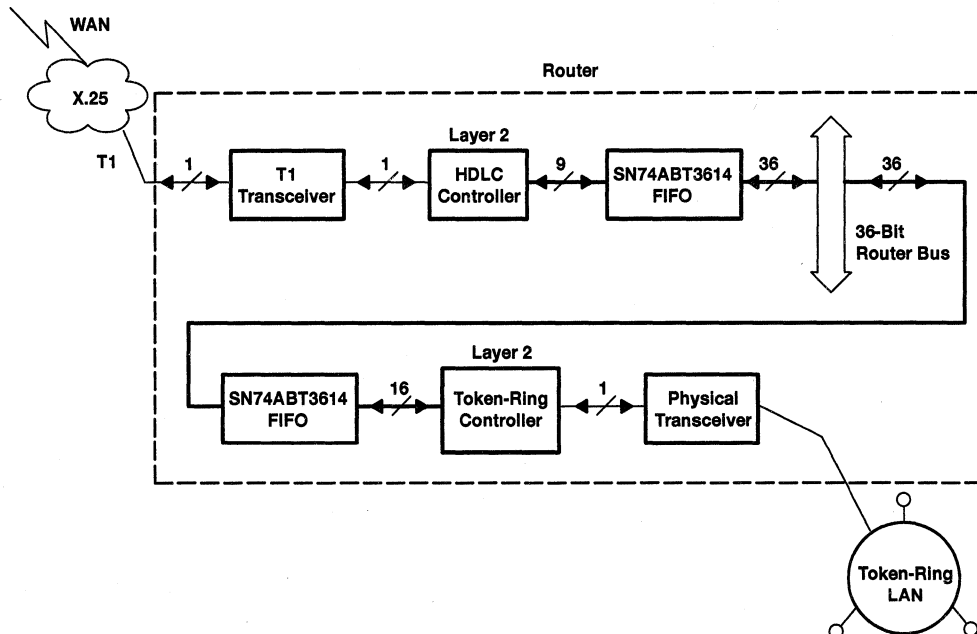 WAN
X.25
T1
Router
1
T1
Transceiver
1
Layer 2
HDLC
Controller
9
SN74ABT3614
FIFO
36
36
36-Bit
Router Bus
SN74ABT3614
FIFO
16
Layer 2
Token-Ring
Controller
1
Physical
Transceiver
Token-Ring
LAN